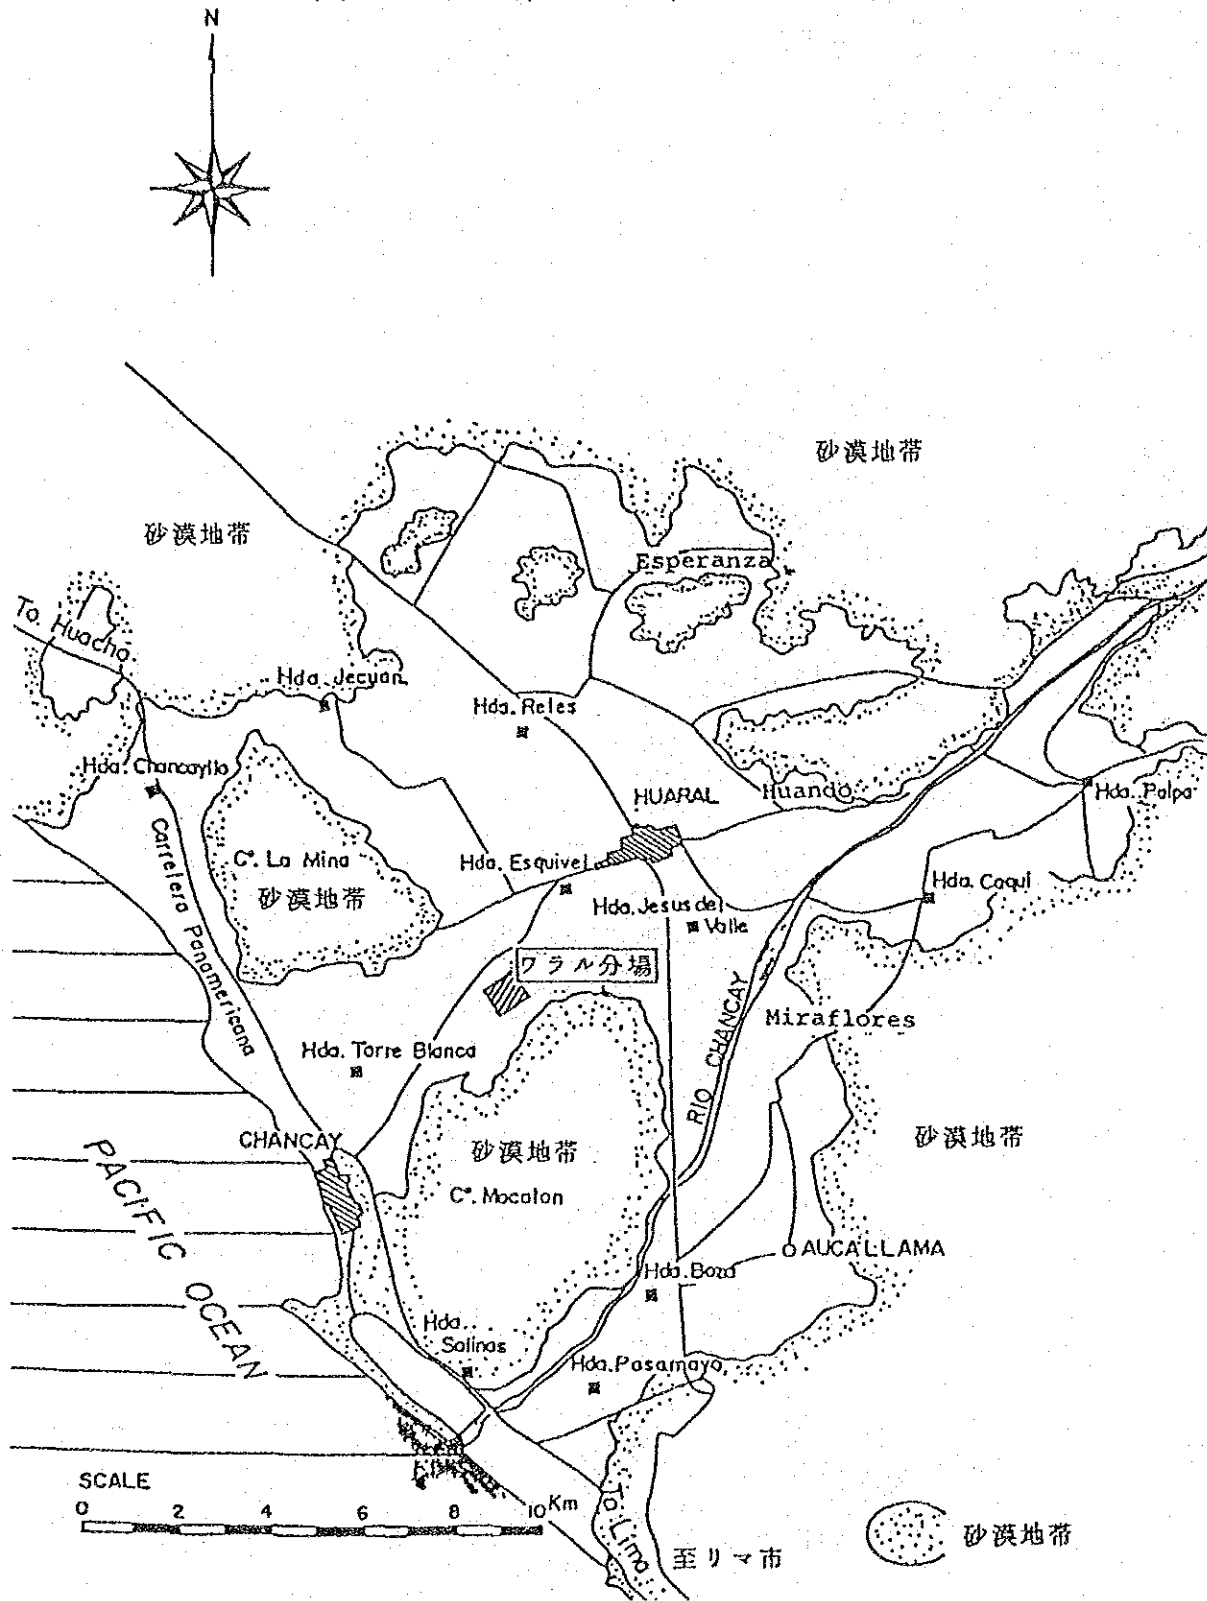 N
砂漠地帯
砂漠地帯
Esperanza
To. Huacho
Hda. Jecuan
Hda. Reles
Hda. Chancayllo
HUARAL
Huando
Hda. Palpa
Carretera Panamericana
C°. La Mina
砂漠地帯
Hda. Esquivel
Hda. Caqui
Hda. Jesus del
Valle
ワラル分場
RIO CHANCAY
Miraflores
Hda. Torre Blanca
CHANCAY
砂漠地帯
C°. Macaton
砂漠地帯
PACIFIC OCEAN
AUCALLAMA
Hda. Boza
Hda.
Salinas
Hda. Pasamayo
SCALE
0 2 4 6 8 10 Km
To Lima
至リマ市
砂漠地帯